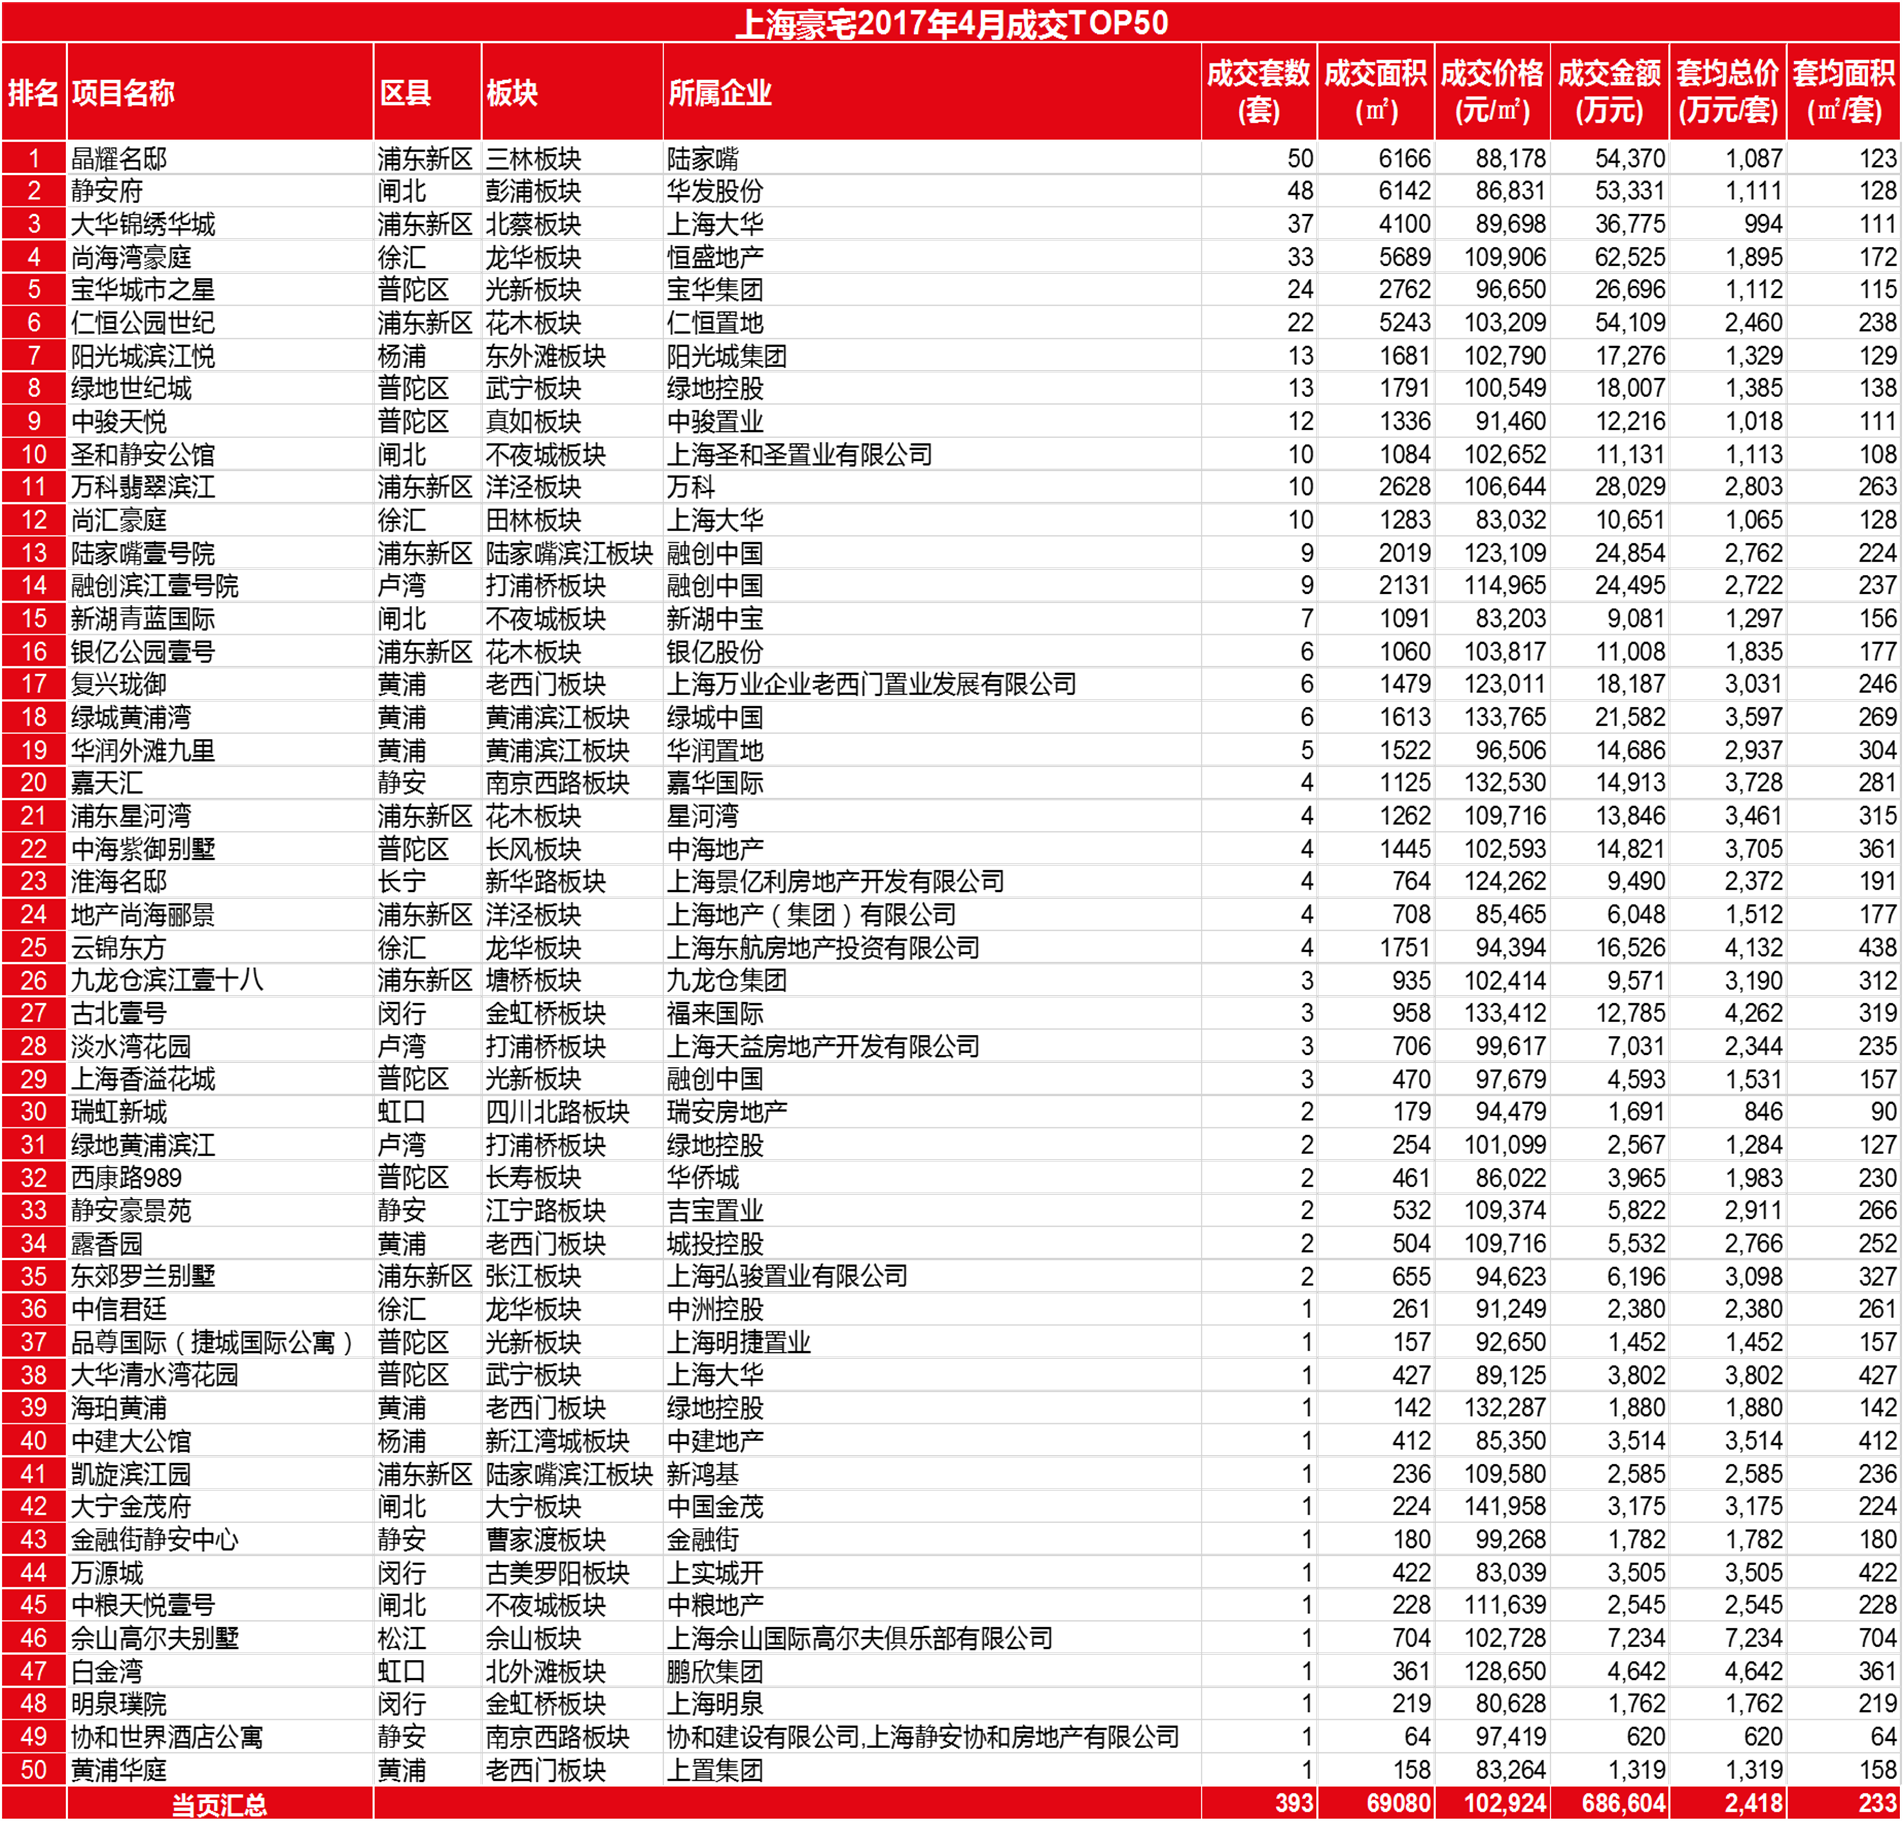 上海豪宅2017年4月成交TOP50
排名 项目名称 区县 板块 所属企业 成交套数(套) 成交面积(㎡) 成交价格(元/㎡) 成交金额(万元) 套均总价(万元/套) 套均面积(㎡/套)
1 晶耀名邸 浦东新区 三林板块 陆家嘴 50 6166 88,178 54,370 1,087 123
2 静安府 闸北 彭浦板块 华发股份 48 6142 86,831 53,331 1,111 128
3 大华锦绣华城 浦东新区 北蔡板块 上海大华 37 4100 89,698 36,775 994 111
4 尚海湾豪庭 徐汇 龙华板块 恒盛地产 33 5689 109,906 62,525 1,895 172
5 宝华城市之星 普陀区 光新板块 宝华集团 24 2762 96,650 26,696 1,112 115
6 仁恒公园世纪 浦东新区 花木板块 仁恒置地 22 5243 103,209 54,109 2,460 238
7 阳光城滨江悦 杨浦 东外滩板块 阳光城集团 13 1681 102,790 17,276 1,329 129
8 绿地世纪城 普陀区 武宁板块 绿地控股 13 1791 100,549 18,007 1,385 138
9 中骏天悦 普陀区 真如板块 中骏置业 12 1336 91,460 12,216 1,018 111
10 圣和静安公馆 闸北 不夜城板块 上海圣和圣置业有限公司 10 1084 102,652 11,131 1,113 108
11 万科翡翠滨江 浦东新区 洋泾板块 万科 10 2628 106,644 28,029 2,803 263
12 尚汇豪庭 徐汇 田林板块 上海大华 10 1283 83,032 10,651 1,065 128
13 陆家嘴壹号院 浦东新区 陆家嘴滨江板块 融创中国 9 2019 123,109 24,854 2,762 224
14 融创滨江壹号院 卢湾 打浦桥板块 融创中国 9 2131 114,965 24,495 2,722 237
15 新湖青蓝国际 闸北 不夜城板块 新湖中宝 7 1091 83,203 9,081 1,297 156
16 银亿公园壹号 浦东新区 花木板块 银亿股份 6 1060 103,817 11,008 1,835 177
17 复兴珑御 黄浦 老西门板块 上海万业企业老西门置业发展有限公司 6 1479 123,011 18,187 3,031 246
18 绿城黄浦湾 黄浦 黄浦滨江板块 绿城中国 6 1613 133,765 21,582 3,597 269
19 华润外滩九里 黄浦 黄浦滨江板块 华润置地 5 1522 96,506 14,686 2,937 304
20 嘉天汇 静安 南京西路板块 嘉华国际 4 1125 132,530 14,913 3,728 281
21 浦东星河湾 浦东新区 花木板块 星河湾 4 1262 109,716 13,846 3,461 315
22 中海紫御别墅 普陀区 长风板块 中海地产 4 1445 102,593 14,821 3,705 361
23 淮海名邸 长宁 新华路板块 上海景亿利房地产开发有限公司 4 764 124,262 9,490 2,372 191
24 地产尚海郦景 浦东新区 洋泾板块 上海地产（集团）有限公司 4 708 85,465 6,048 1,512 177
25 云锦东方 徐汇 龙华板块 上海东航房地产投资有限公司 4 1751 94,394 16,526 4,132 438
26 九龙仓滨江壹十八 浦东新区 塘桥板块 九龙仓集团 3 935 102,414 9,571 3,190 312
27 古北壹号 闵行 金虹桥板块 福来国际 3 958 133,412 12,785 4,262 319
28 淡水湾花园 卢湾 打浦桥板块 上海天益房地产开发有限公司 3 706 99,617 7,031 2,344 235
29 上海香溢花城 普陀区 光新板块 融创中国 3 470 97,679 4,593 1,531 157
30 瑞虹新城 虹口 四川北路板块 瑞安房地产 2 179 94,479 1,691 846 90
31 绿地黄浦滨江 卢湾 打浦桥板块 绿地控股 2 254 101,099 2,567 1,284 127
32 西康路989 普陀区 长寿板块 华侨城 2 461 86,022 3,965 1,983 230
33 静安豪景苑 静安 江宁路板块 吉宝置业 2 532 109,374 5,822 2,911 266
34 露香园 黄浦 老西门板块 城投控股 2 504 109,716 5,532 2,766 252
35 东郊罗兰别墅 浦东新区 张江板块 上海弘骏置业有限公司 2 655 94,623 6,196 3,098 327
36 中信君廷 徐汇 龙华板块 中洲控股 1 261 91,249 2,380 2,380 261
37 品尊国际（捷城国际公寓） 普陀区 光新板块 上海明捷置业 1 157 92,650 1,452 1,452 157
38 大华清水湾花园 普陀区 武宁板块 上海大华 1 427 89,125 3,802 3,802 427
39 海珀黄浦 黄浦 老西门板块 绿地控股 1 142 132,287 1,880 1,880 142
40 中建大公馆 杨浦 新江湾城板块 中建地产 1 412 85,350 3,514 3,514 412
41 凯旋滨江园 浦东新区 陆家嘴滨江板块 新鸿基 1 236 109,580 2,585 2,585 236
42 大宁金茂府 闸北 大宁板块 中国金茂 1 224 141,958 3,175 3,175 224
43 金融街静安中心 静安 曹家渡板块 金融街 1 180 99,268 1,782 1,782 180
44 万源城 闵行 古美罗阳板块 上实城开 1 422 83,039 3,505 3,505 422
45 中粮天悦壹号 闸北 不夜城板块 中粮地产 1 228 111,639 2,545 2,545 228
46 佘山高尔夫别墅 松江 佘山板块 上海佘山国际高尔夫俱乐部有限公司 1 704 102,728 7,234 7,234 704
47 白金湾 虹口 北外滩板块 鹏欣集团 1 361 128,650 4,642 4,642 361
48 明泉璞院 闵行 金虹桥板块 上海明泉 1 219 80,628 1,762 1,762 219
49 协和世界酒店公寓 静安 南京西路板块 协和建设有限公司,上海静安协和房地产有限公司 1 64 97,419 620 620 64
50 黄浦华庭 黄浦 老西门板块 上置集团 1 158 83,264 1,319 1,319 158
当页汇总 393 69080 102,924 686,604 2,418 233